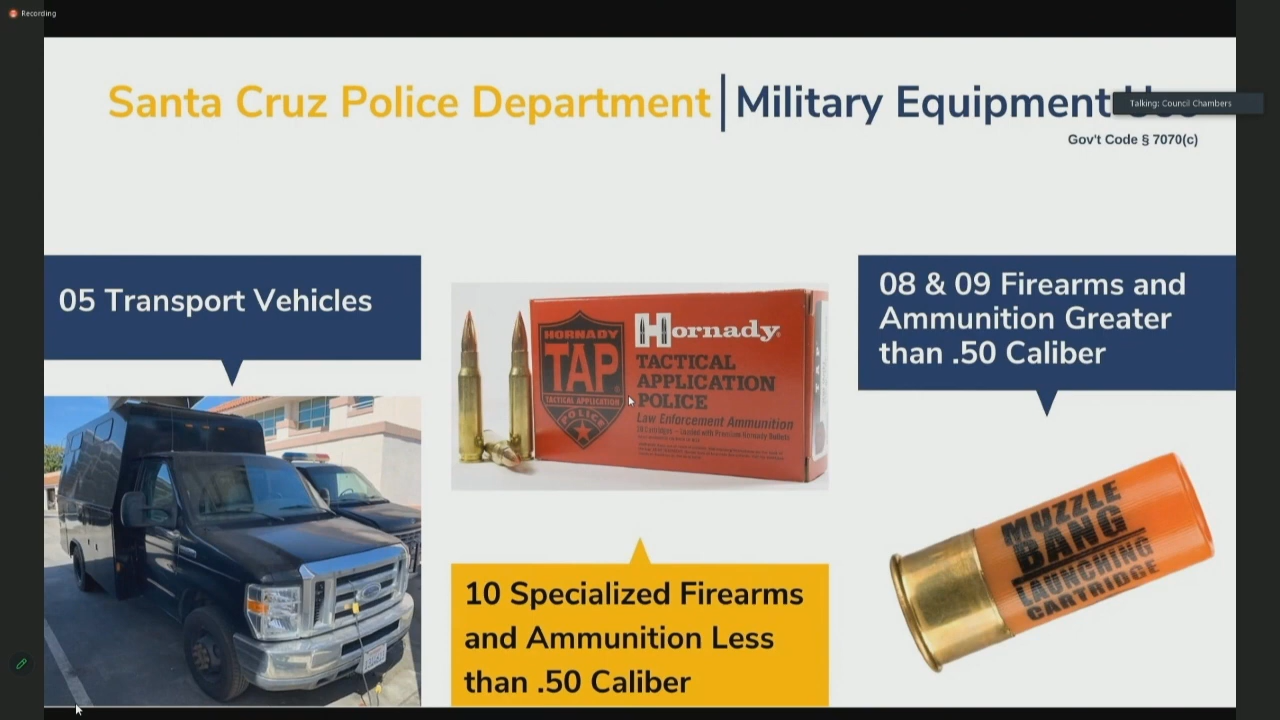 Recording
Santa Cruz Police Department | Military Equipment
Talking: Council Chambers
Gov't Code § 7070(c)
05 Transport Vehicles
08 & 09 Firearms and
Ammunition Greater
than .50 Caliber
HORNADY
TAP
TACTICAL APPLICATION
POLICE
Hornady
TACTICAL
APPLICATION
POLICE
Law Enforcement Ammunition
TAP
MUZZLE
BANG
LAUNCHING
CARTRIDGE
10 Specialized Firearms
and Ammunition Less
than .50 Caliber